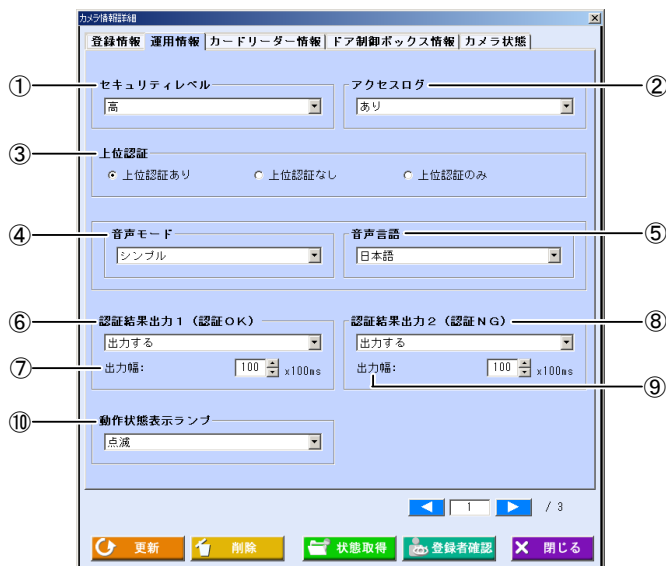 カメラ情報詳細
登録情報 運用情報 カードリーダー情報 ドア制御ボックス情報 カメラ状態
① セキュリティレベル アクセスログ ②
高 あり
③ 上位認証
上位認証あり 上位認証なし 上位認証のみ
④ 音声モード 音声言語 ⑤
シンプル 日本語
⑥ 認証結果出力1(認証OK) 認証結果出力2(認証NG) ⑧
出力する 出力する
⑦ 出力幅: 100 x100ms 出力幅: 100 x100ms ⑨
⑩ 動作状態表示ランプ
点滅
1 / 3
更新 削除 状態取得 登録者確認 閉じる